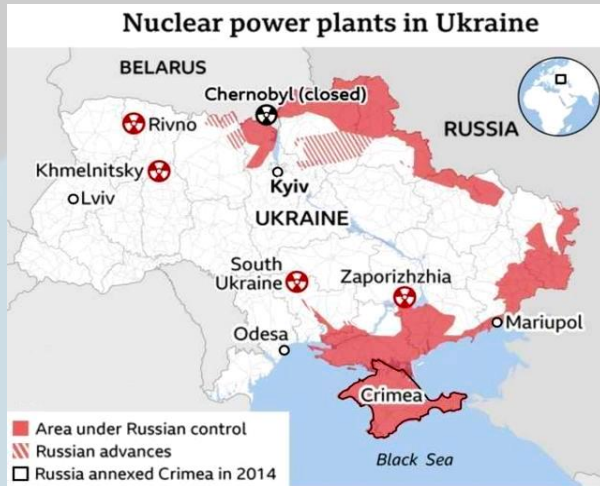 Nuclear power plants in Ukraine
BELARUS
Chernobyl (closed)
Rivno
RUSSIA
Khmelnitsky
Kyiv
Lviv
UKRAINE
South
Ukraine
Zaporizhzhia
Mariupol
Odesa
Crimea
Area under Russian control
Russian advances
Russia annexed Crimea in 2014
Black Sea